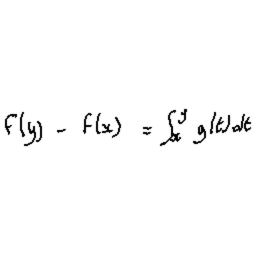 F(y) - F(x) = ∫_x^y g(t)dt